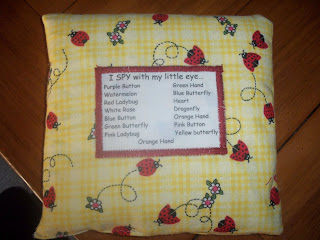 I SPY with my little eye...
Purple Button Green Hand
Watermelon Blue Butterfly
Red Ladybug Heart
White Rose Dragonfly
Blue Button Orange Hand
Green Butterfly Pink Button
Pink Ladybug Yellow butterfly
Orange Hand